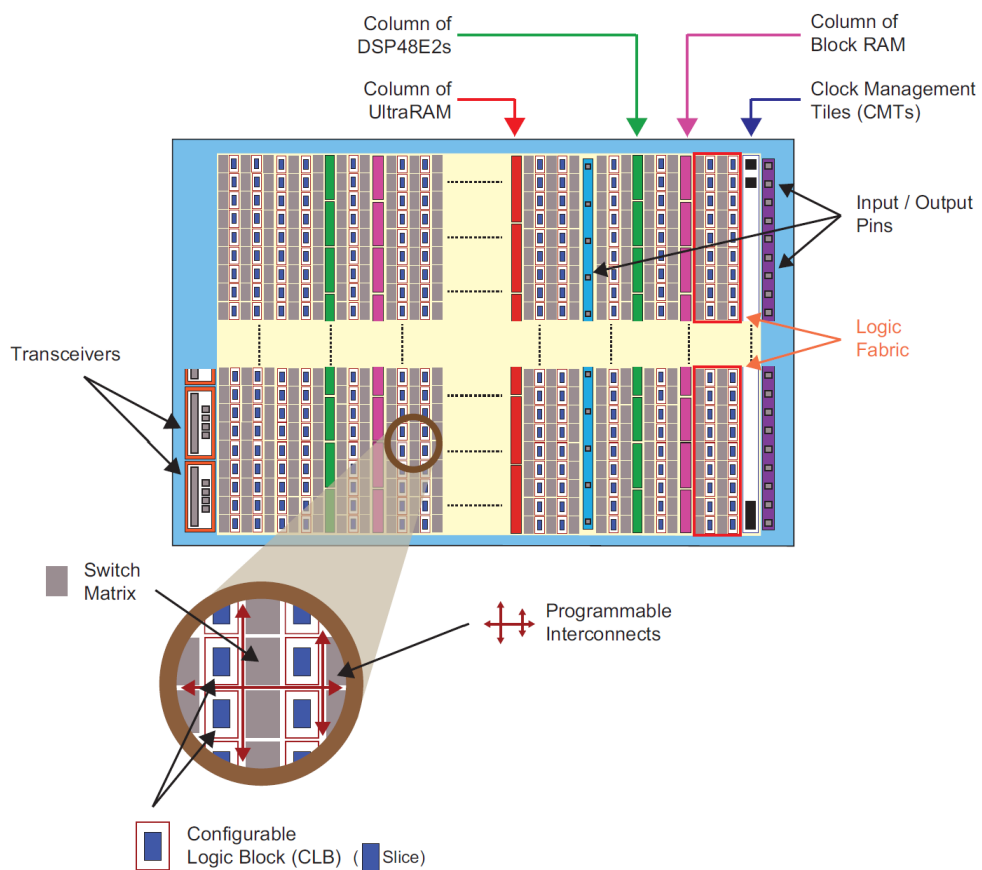 Column of
DSP48E2s
Column of
Block RAM
Column of
UltraRAM
Clock Management
Tiles (CMTs)
Input / Output
Pins
Logic
Fabric
Transceivers
Switch
Matrix
Programmable
Interconnects
Configurable
Logic Block (CLB) ( Slice)